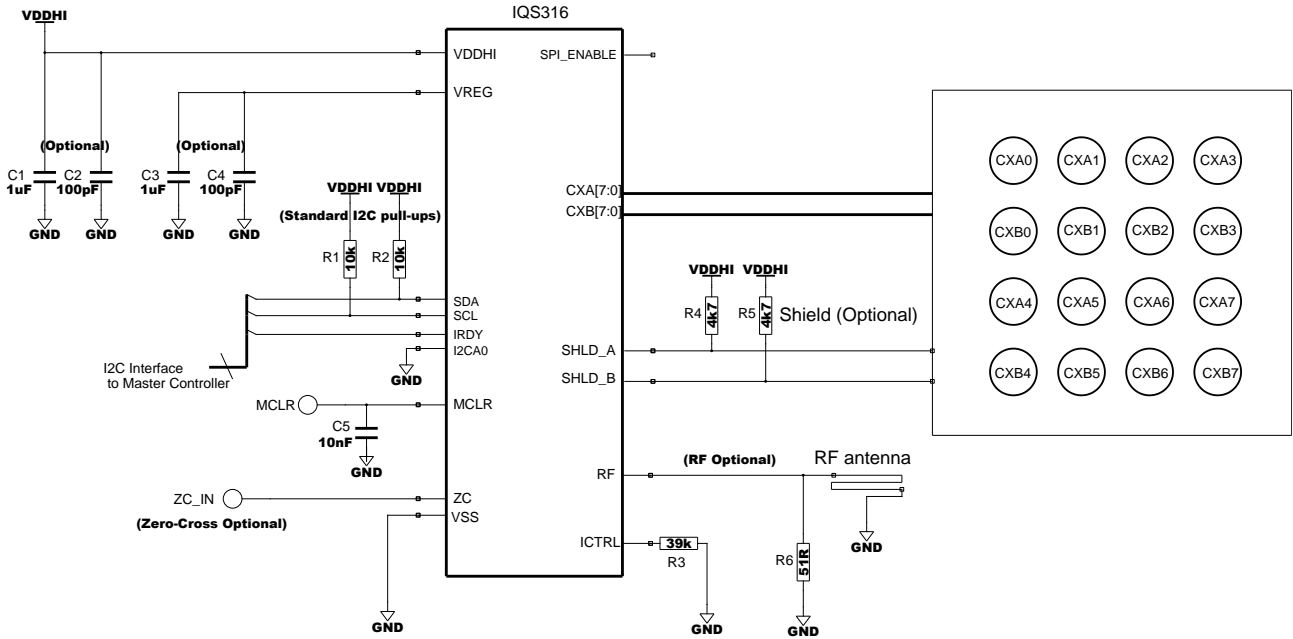 IQS316
VDDHI
VDDHI
SPI_ENABLE
VREG
(Optional)
(Optional)
C1
1uF
C2
100pF
C3
1uF
C4
100pF
GND
GND
GND
GND
VDDHI
VDDHI
(Standard I2C pull-ups)
R1
10k
R2
10k
CXA[7:0]
CXB[7:0]
CXA0
CXA1
CXA2
CXA3
CXB0
CXB1
CXB2
CXB3
CXA4
CXA5
CXA6
CXA7
CXB4
CXB5
CXB6
CXB7
VDDHI
VDDHI
R4
4k7
R5
4k7
Shield (Optional)
SDA
SCL
IRDY
I2CA0
GND
I2C Interface
to Master Controller
SHLD_A
SHLD_B
MCLR
MCLR
C5
10nF
GND
RF
(RF Optional)
RF antenna
GND
ZC_IN
(Zero-Cross Optional)
ZC
VSS
GND
ICTRL
39k
R3
GND
R6
51R
GND